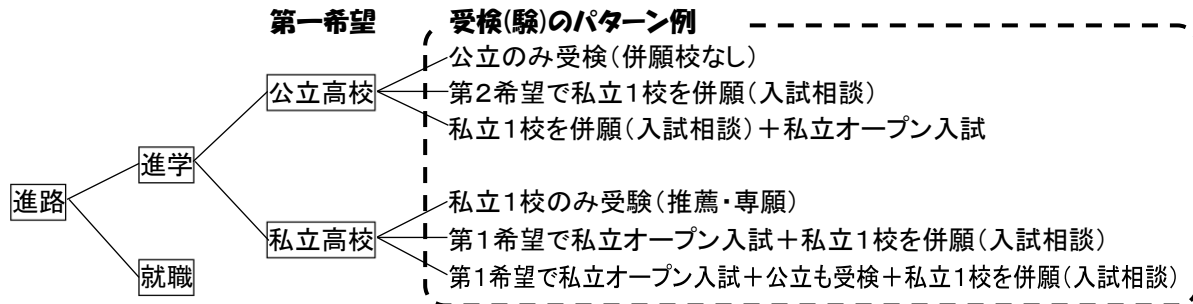 第一希望 受検(験)のパターン例
公立のみ受検(併願校なし)
公立高校
第2希望で私立1校を併願(入試相談)
私立1校を併願(入試相談)+私立オープン入試
進学
進路
私立1校のみ受験(推薦・専願)
私立高校
第1希望で私立オープン入試+私立1校を併願(入試相談)
就職
第1希望で私立オープン入試+公立も受検+私立1校を併願(入試相談)